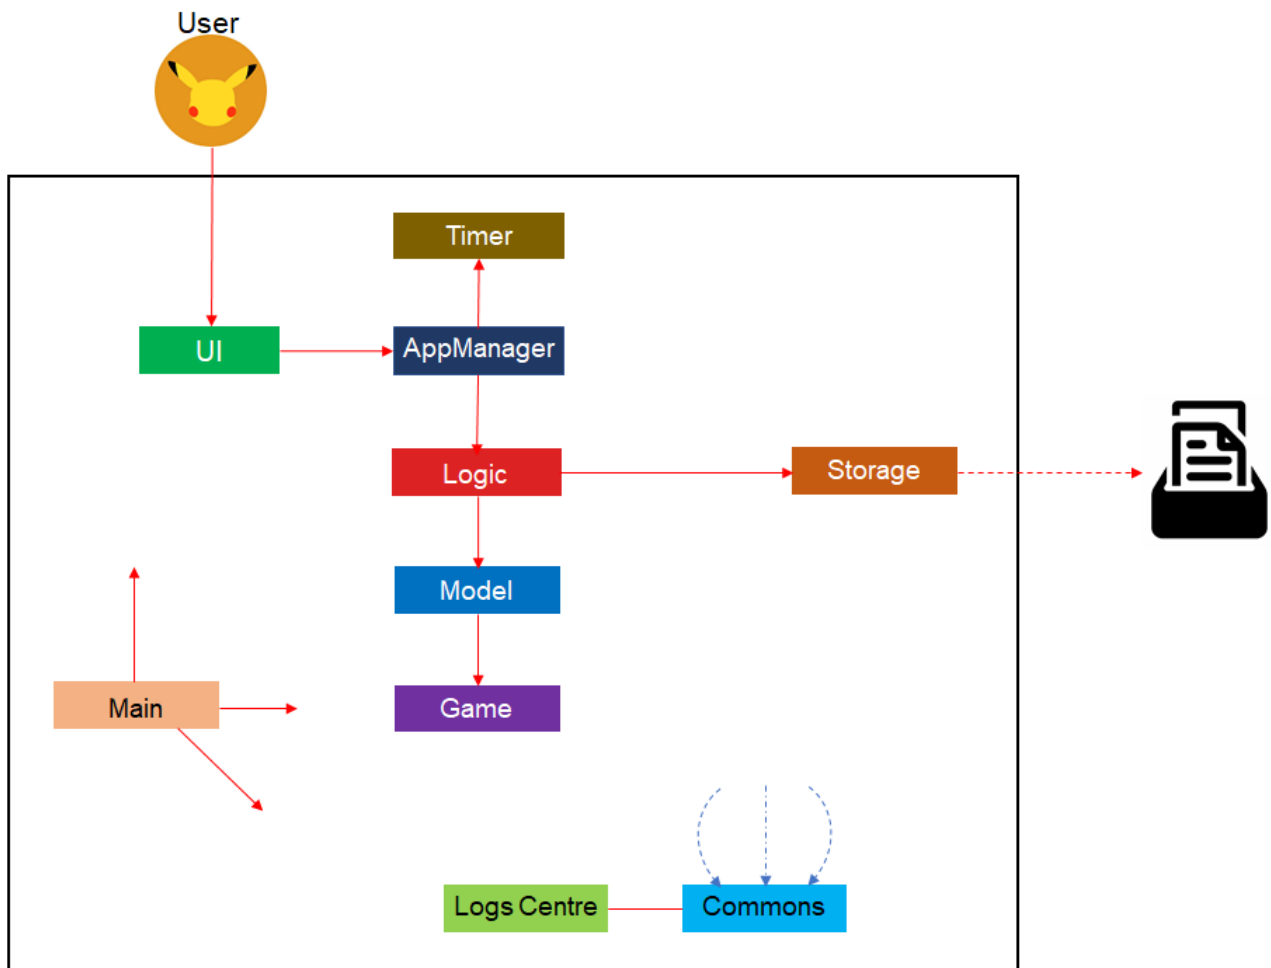 User
Timer
UI
AppManager
Logic
Storage
Model
Main
Game
Logs Centre
Commons